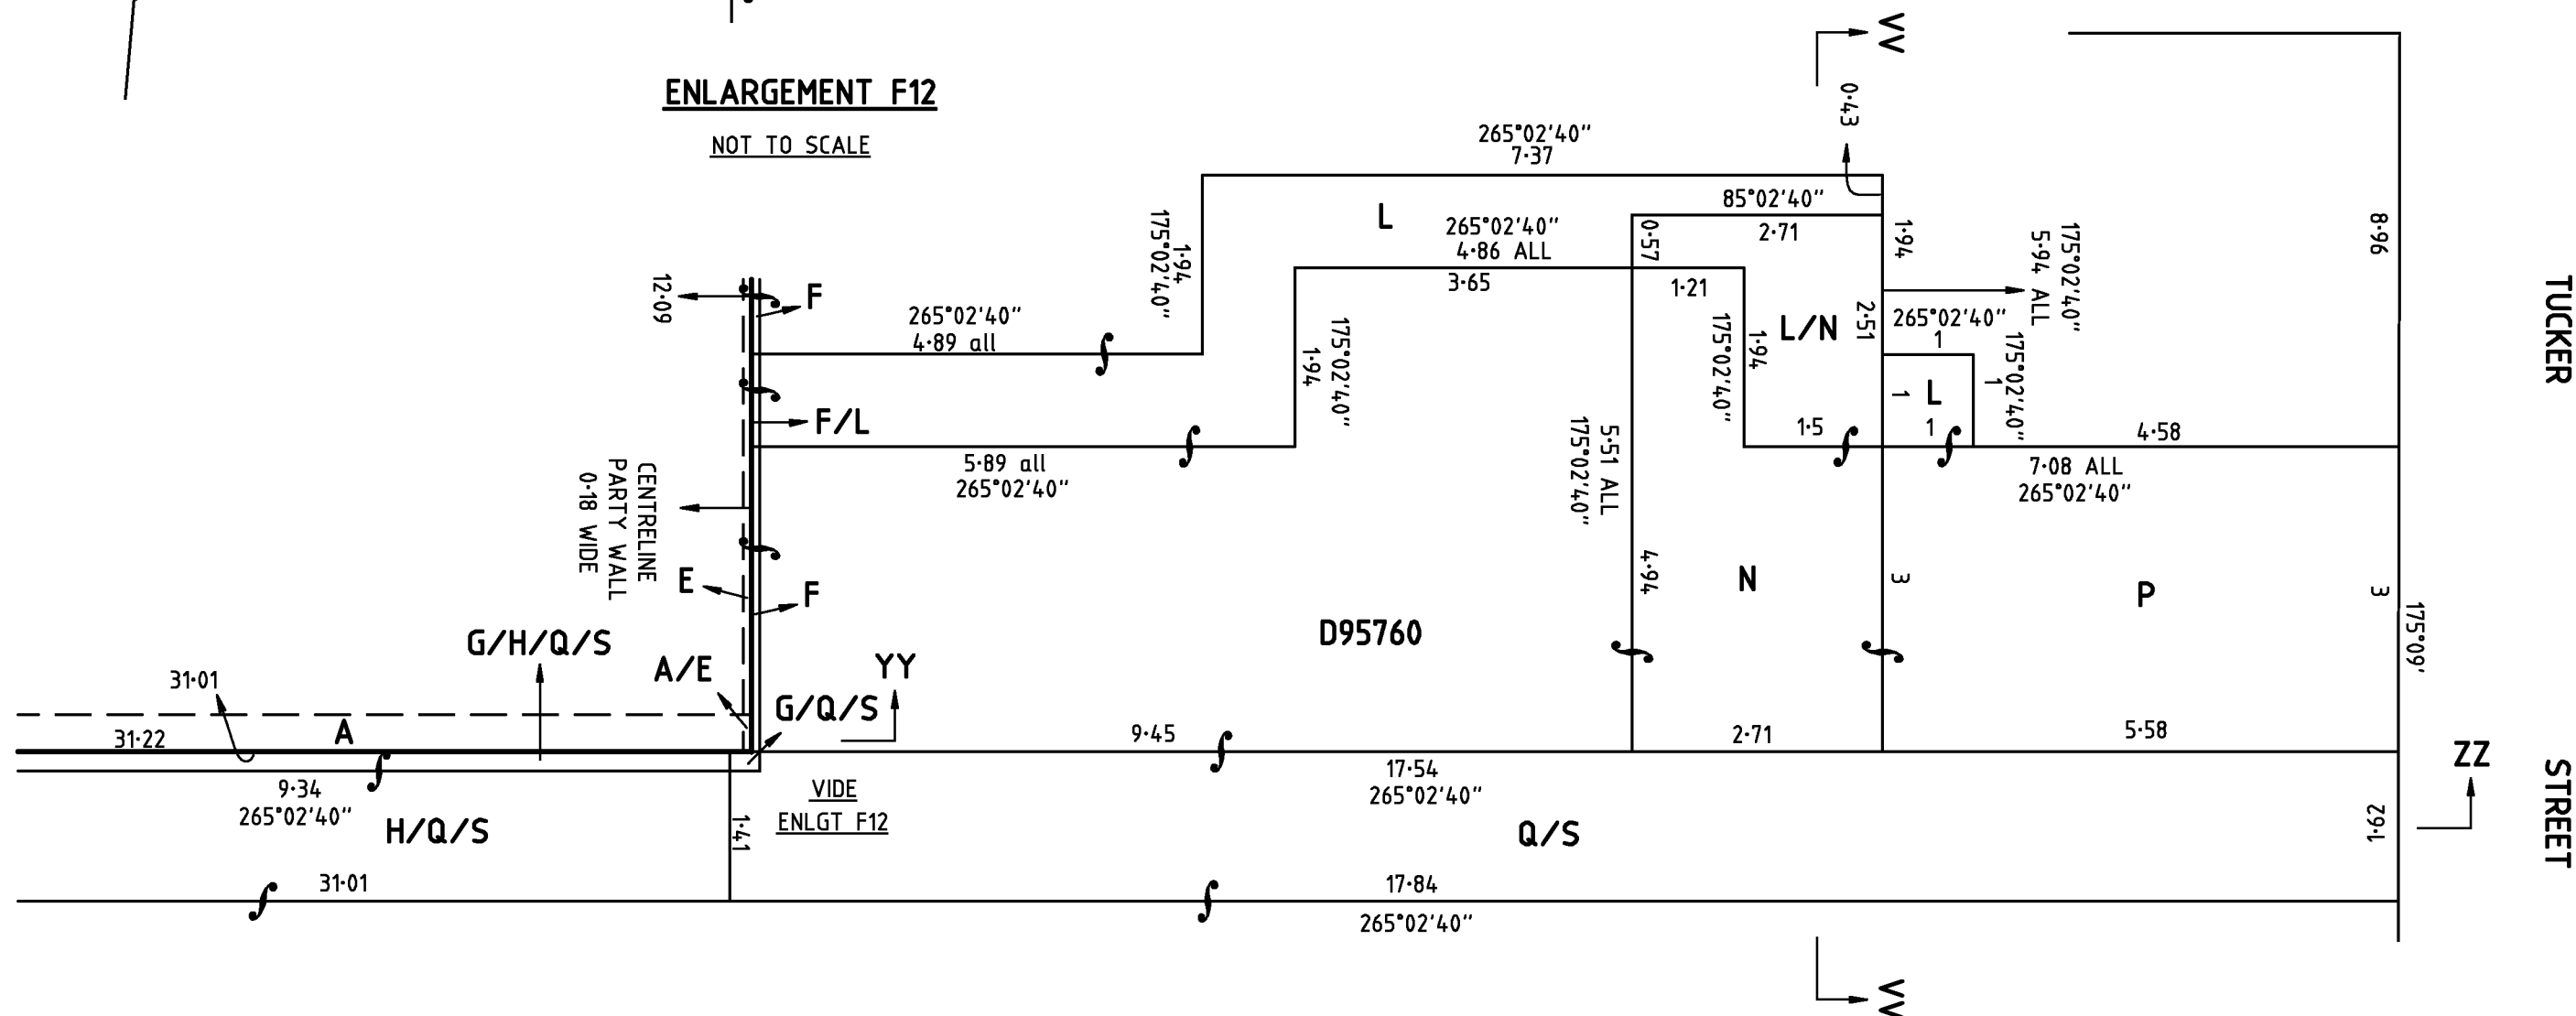 ENLARGEMENT F12
NOT TO SCALE
W
0·43
265°02'40"
7·37
85°02'40"
2·71
L
265°02'40"
4·86 ALL
3·65
0·57
1·21
1·94
175°02'40"
1·94
8·96
175°02'40"
5·94 ALL
TUCKER
12·09
F
265°02'40"
4·89 all
175°02'40"
1·94
175°02'40"
1·94
L/N
2·51
265°02'40"
1
175°02'40"
1
L
1
1
F/L
1·5
4·58
5·89 all
265°02'40"
7·08 ALL
265°02'40"
5·51 ALL
175°02'40"
CENTRELINE
PARTY WALL
0·18 WIDE
E
F
4·94
N
3
P
3
175°09'
D95760
G/H/Q/S
A/E
YY
31·01
G/Q/S
31·22
A
9·45
2·71
5·58
ZZ
STREET
9·34
265°02'40"
VIDE
ENLGT F12
17·54
265°02'40"
H/Q/S
1·41
Q/S
1·62
31·01
17·84
265°02'40"
W